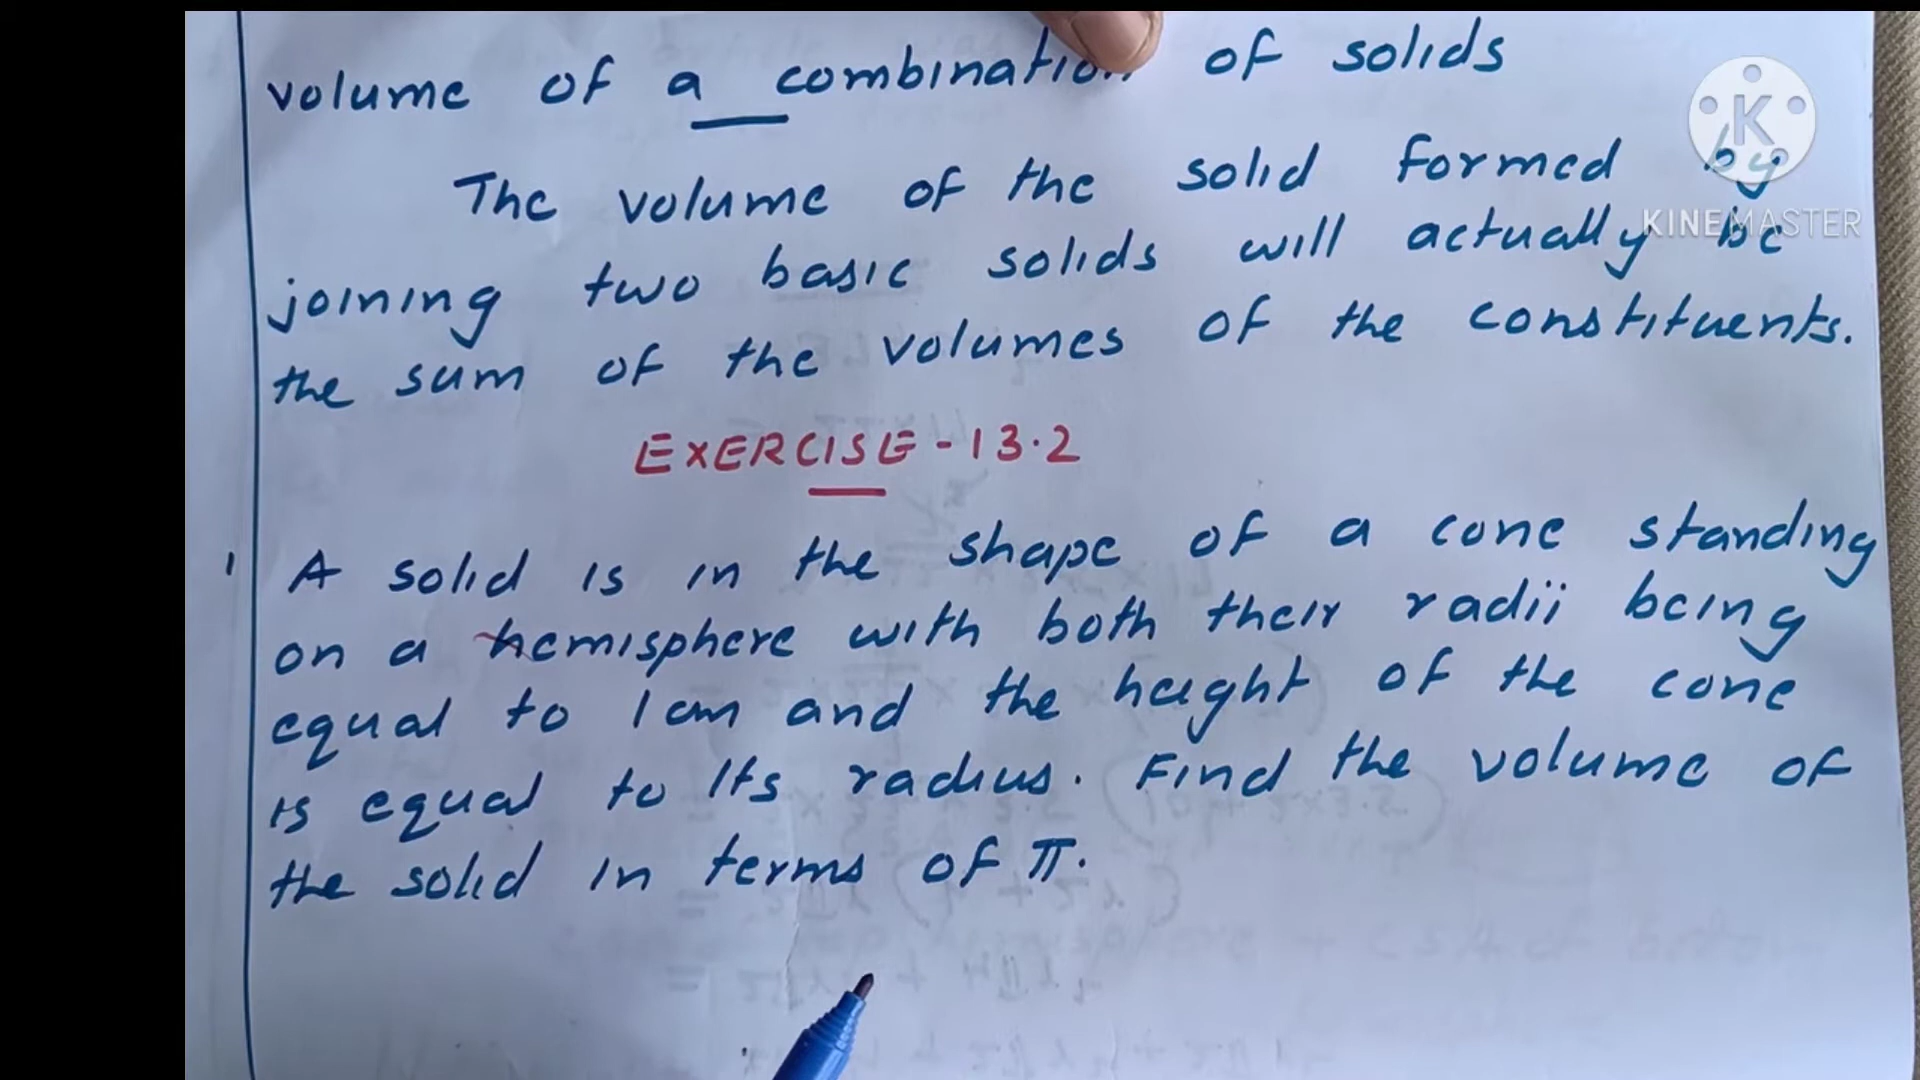 volume of a combination of solids
The volume of the solid formed by
joining two basic solids will actually be
the sum of the volumes of the constituents.
EXERCISE-13.2
1 A solid is in the shape of a cone standing
on a hemisphere with both their radii being
equal to 1 cm and the height of the cone
is equal to its radius. Find the volume of
the solid in terms of π.
K
KINEMASTER